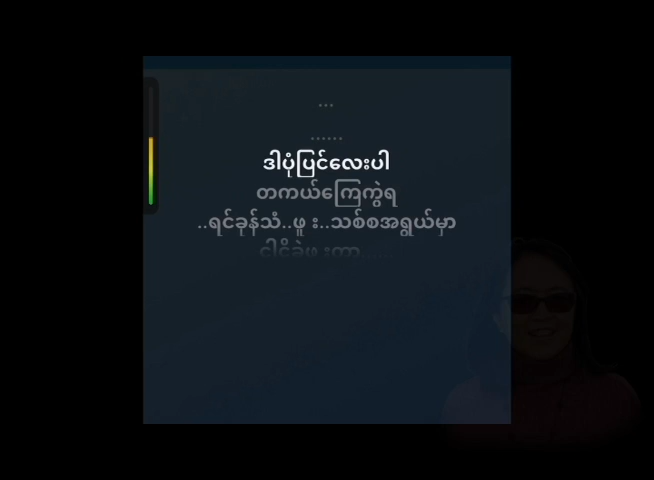 ...
......
ဒါပုံပြင်လေးပါ
တကယ်ကြေကွဲရ
..ရင်ခုန်သံ..ဖူ း..သစ်စအရွယ်မှာ